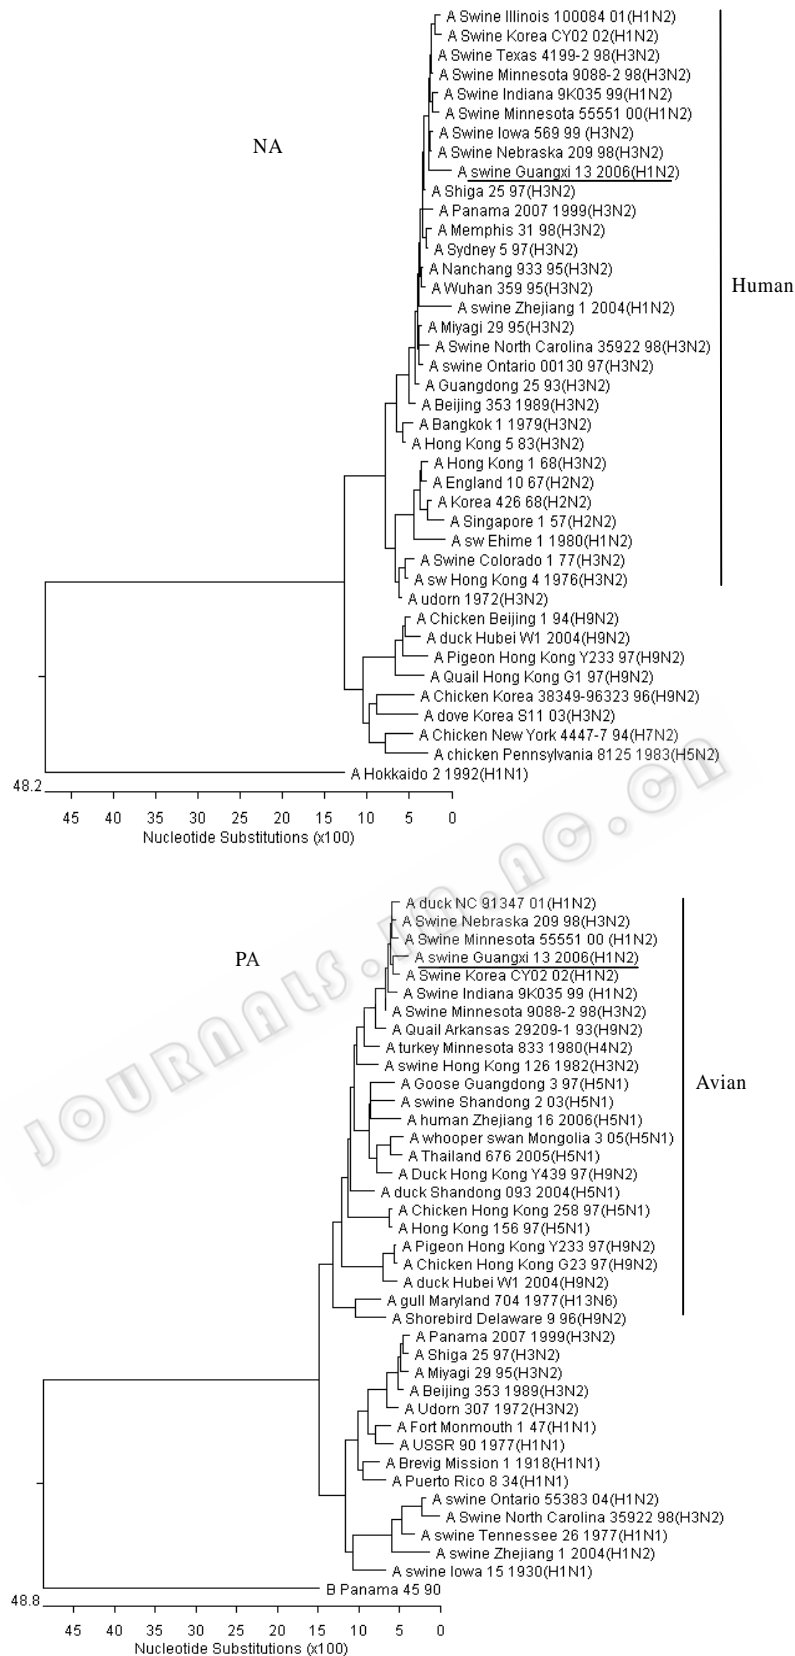 A Swine Illinois 100084 01(H1N2)
A Swine Korea CY02 02(H1N2)
A Swine Texas 4199-2 98(H3N2)
A Swine Minnesota 9088-2 98(H3N2)
A Swine Indiana 9K035 99(H1N2)
A Swine Minnesota 55551 00(H1N2)
A Swine Iowa 569 99 (H3N2)
NA
A Swine Nebraska 209 98(H3N2)
A swine Guangxi 13 2006(H1N2)
A Shiga 25 97(H3N2)
A Panama 2007 1999(H3N2)
A Memphis 31 98(H3N2)
A Sydney 5 97(H3N2)
A Nanchang 933 95(H3N2)
A Wuhan 359 95(H3N2)
Human
A swine Zhejiang 1 2004(H1N2)
A Miyagi 29 95(H3N2)
A Swine North Carolina 35922 98(H3N2)
A swine Ontario 00130 97(H3N2)
A Guangdong 25 93(H3N2)
A Beijing 353 1989(H3N2)
A Bangkok 1 1979(H3N2)
A Hong Kong 5 83(H3N2)
A Hong Kong 1 68(H3N2)
A England 10 67(H2N2)
A Korea 426 68(H2N2)
A Singapore 1 57(H2N2)
A sw Ehime 1 1980(H1N2)
A Swine Colorado 1 77(H3N2)
A sw Hong Kong 4 1976(H3N2)
A udorn 1972(H3N2)
A Chicken Beijing 1 94(H9N2)
A duck Hubei W1 2004(H9N2)
A Pigeon Hong Kong Y233 97(H9N2)
A Quail Hong Kong G1 97(H9N2)
A Chicken Korea 38349-96323 96(H9N2)
A dove Korea S11 03(H3N2)
A Chicken New York 4447-7 94(H7N2)
A chicken Pennsylvania 8125 1983(H5N2)
A Hokkaido 2 1992(H1N1)
48.2
45 40 35 30 25 20 15 10 5 0
Nucleotide Substitutions (x100)
JOURNALS.IM.AC.CN
A duck NC 91347 01(H1N2)
A Swine Nebraska 209 98(H3N2)
A Swine Minnesota 55551 00 (H1N2)
PA
A swine Guangxi 13 2006(H1N2)
A Swine Korea CY02 02(H1N2)
A Swine Indiana 9K035 99 (H1N2)
A Swine Minnesota 9088-2 98(H3N2)
A Quail Arkansas 29209-1 93(H9N2)
A turkey Minnesota 833 1980(H4N2)
A swine Hong Kong 126 1982(H3N2)
A Goose Guangdong 3 97(H5N1)
Avian
A swine Shandong 2 03(H5N1)
A human Zhejiang 16 2006(H5N1)
A whooper swan Mongolia 3 05(H5N1)
A Thailand 676 2005(H5N1)
A Duck Hong Kong Y439 97(H9N2)
A duck Shandong 093 2004(H5N1)
A Chicken Hong Kong 258 97(H5N1)
A Hong Kong 156 97(H5N1)
A Pigeon Hong Kong Y233 97(H9N2)
A Chicken Hong Kong G23 97(H9N2)
A duck Hubei W1 2004(H9N2)
A gull Maryland 704 1977(H13N6)
A Shorebird Delaware 9 96(H9N2)
A Panama 2007 1999(H3N2)
A Shiga 25 97(H3N2)
A Miyagi 29 95(H3N2)
A Beijing 353 1989(H3N2)
A Udorn 307 1972(H3N2)
A Fort Monmouth 1 47(H1N1)
A USSR 90 1977(H1N1)
A Brevig Mission 1 1918(H1N1)
A Puerto Rico 8 34(H1N1)
A swine Ontario 55383 04(H1N2)
A Swine North Carolina 35922 98(H3N2)
A swine Tennessee 26 1977(H1N1)
A swine Zhejiang 1 2004(H1N2)
A swine Iowa 15 1930(H1N1)
B Panama 45 90
48.8
45 40 35 30 25 20 15 10 5 0
Nucleotide Substitutions (x100)